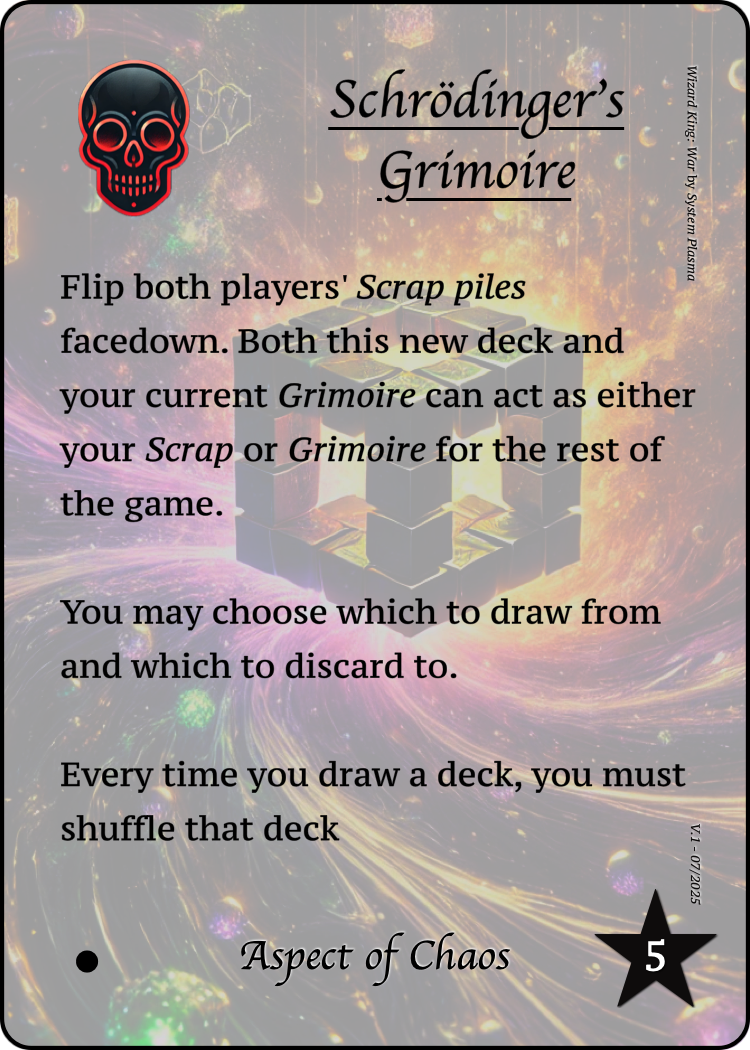 Schrödinger's
Grimoire
Wizard King: War by System Plasma
Flip both players' Scrap piles
facedown. Both this new deck and
your current Grimoire can act as either
your Scrap or Grimoire for the rest of
the game.
You may choose which to draw from
and which to discard to.
Every time you draw a deck, you must
shuffle that deck
V.1 - 07/2025
Aspect of Chaos
5